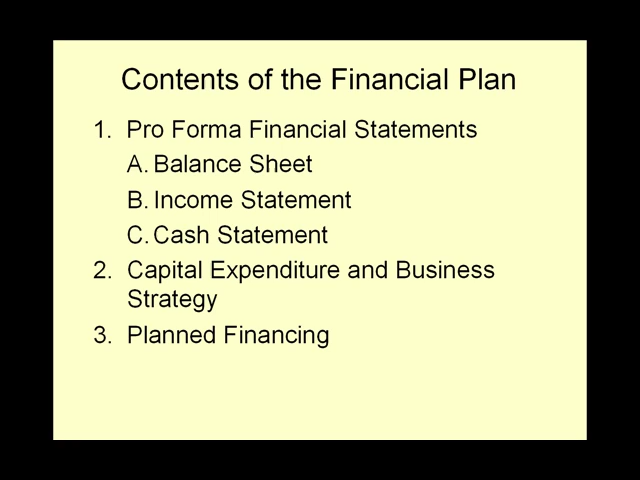 Contents of the Financial Plan
1. Pro Forma Financial Statements
A. Balance Sheet
B. Income Statement
C. Cash Statement
2. Capital Expenditure and Business
Strategy
3. Planned Financing